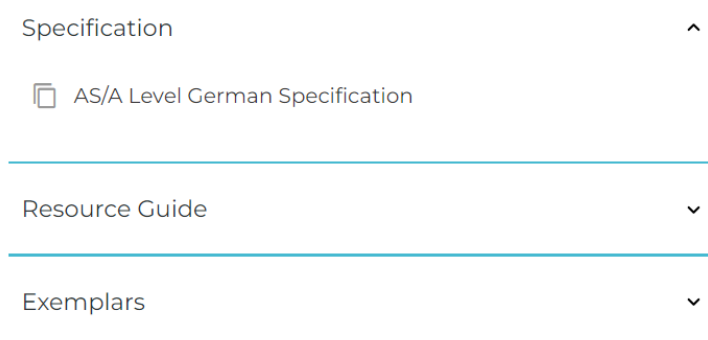 Specification
AS/A Level German Specification
Resource Guide
Exemplars